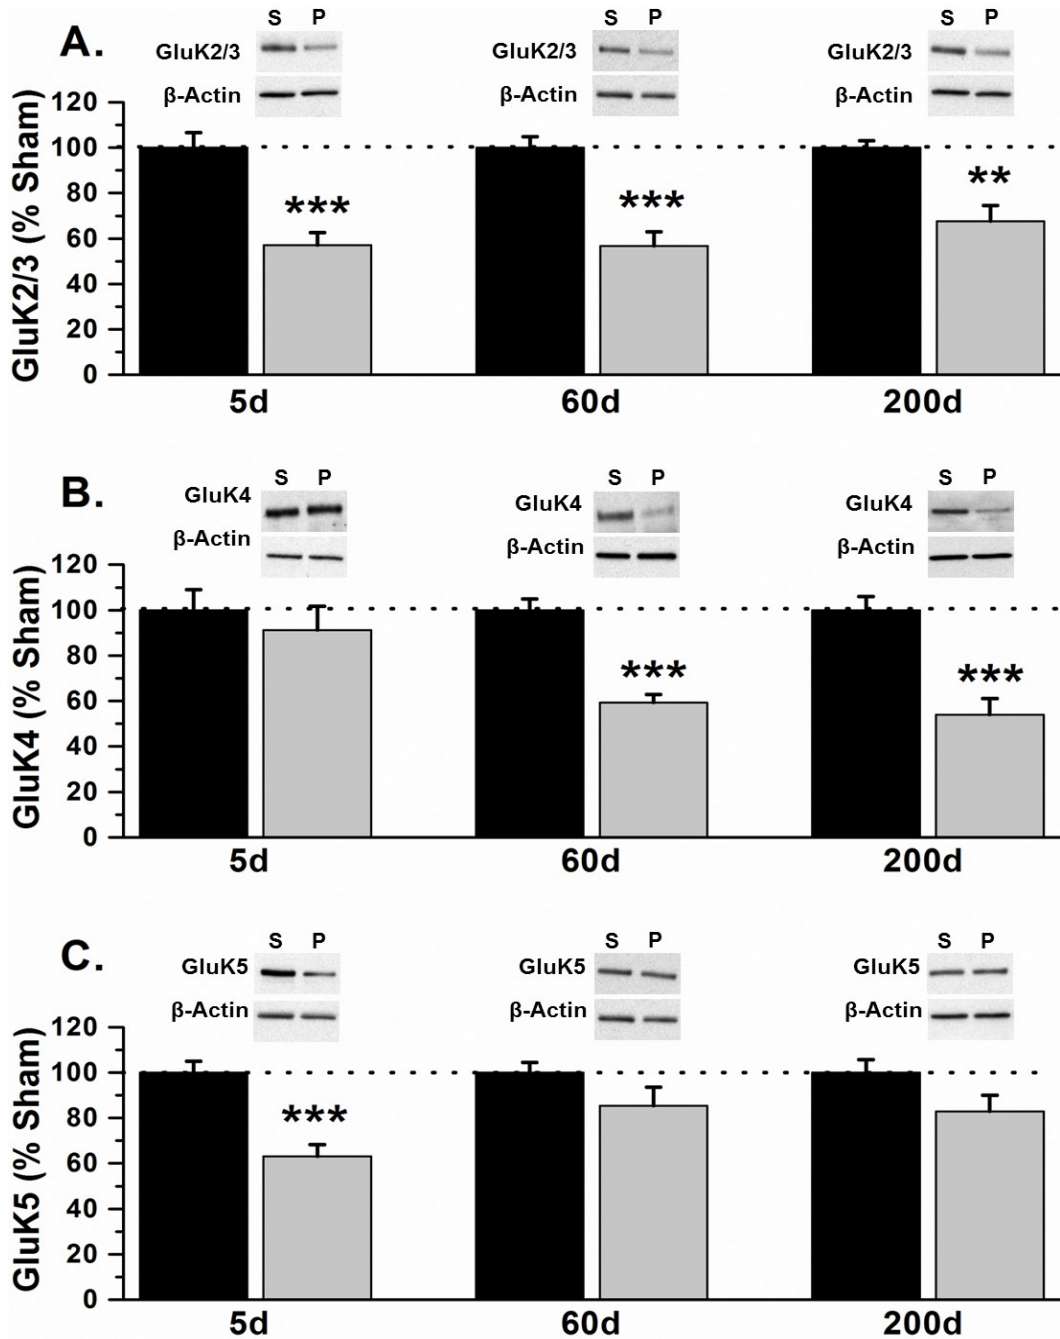 A.
S P
S P
S P
GluK2/3
GluK2/3
GluK2/3
β-Actin
β-Actin
β-Actin
GluK2/3 (% Sham)
120
100
80
60
40
20
0
***
***
**
5d
60d
200d
B.
S P
S P
S P
GluK4
GluK4
GluK4
β-Actin
β-Actin
β-Actin
GluK4 (% Sham)
120
100
80
60
40
20
0
***
***
5d
60d
200d
C.
S P
S P
S P
GluK5
GluK5
GluK5
β-Actin
β-Actin
β-Actin
GluK5 (% Sham)
120
100
80
60
40
20
0
***
5d
60d
200d